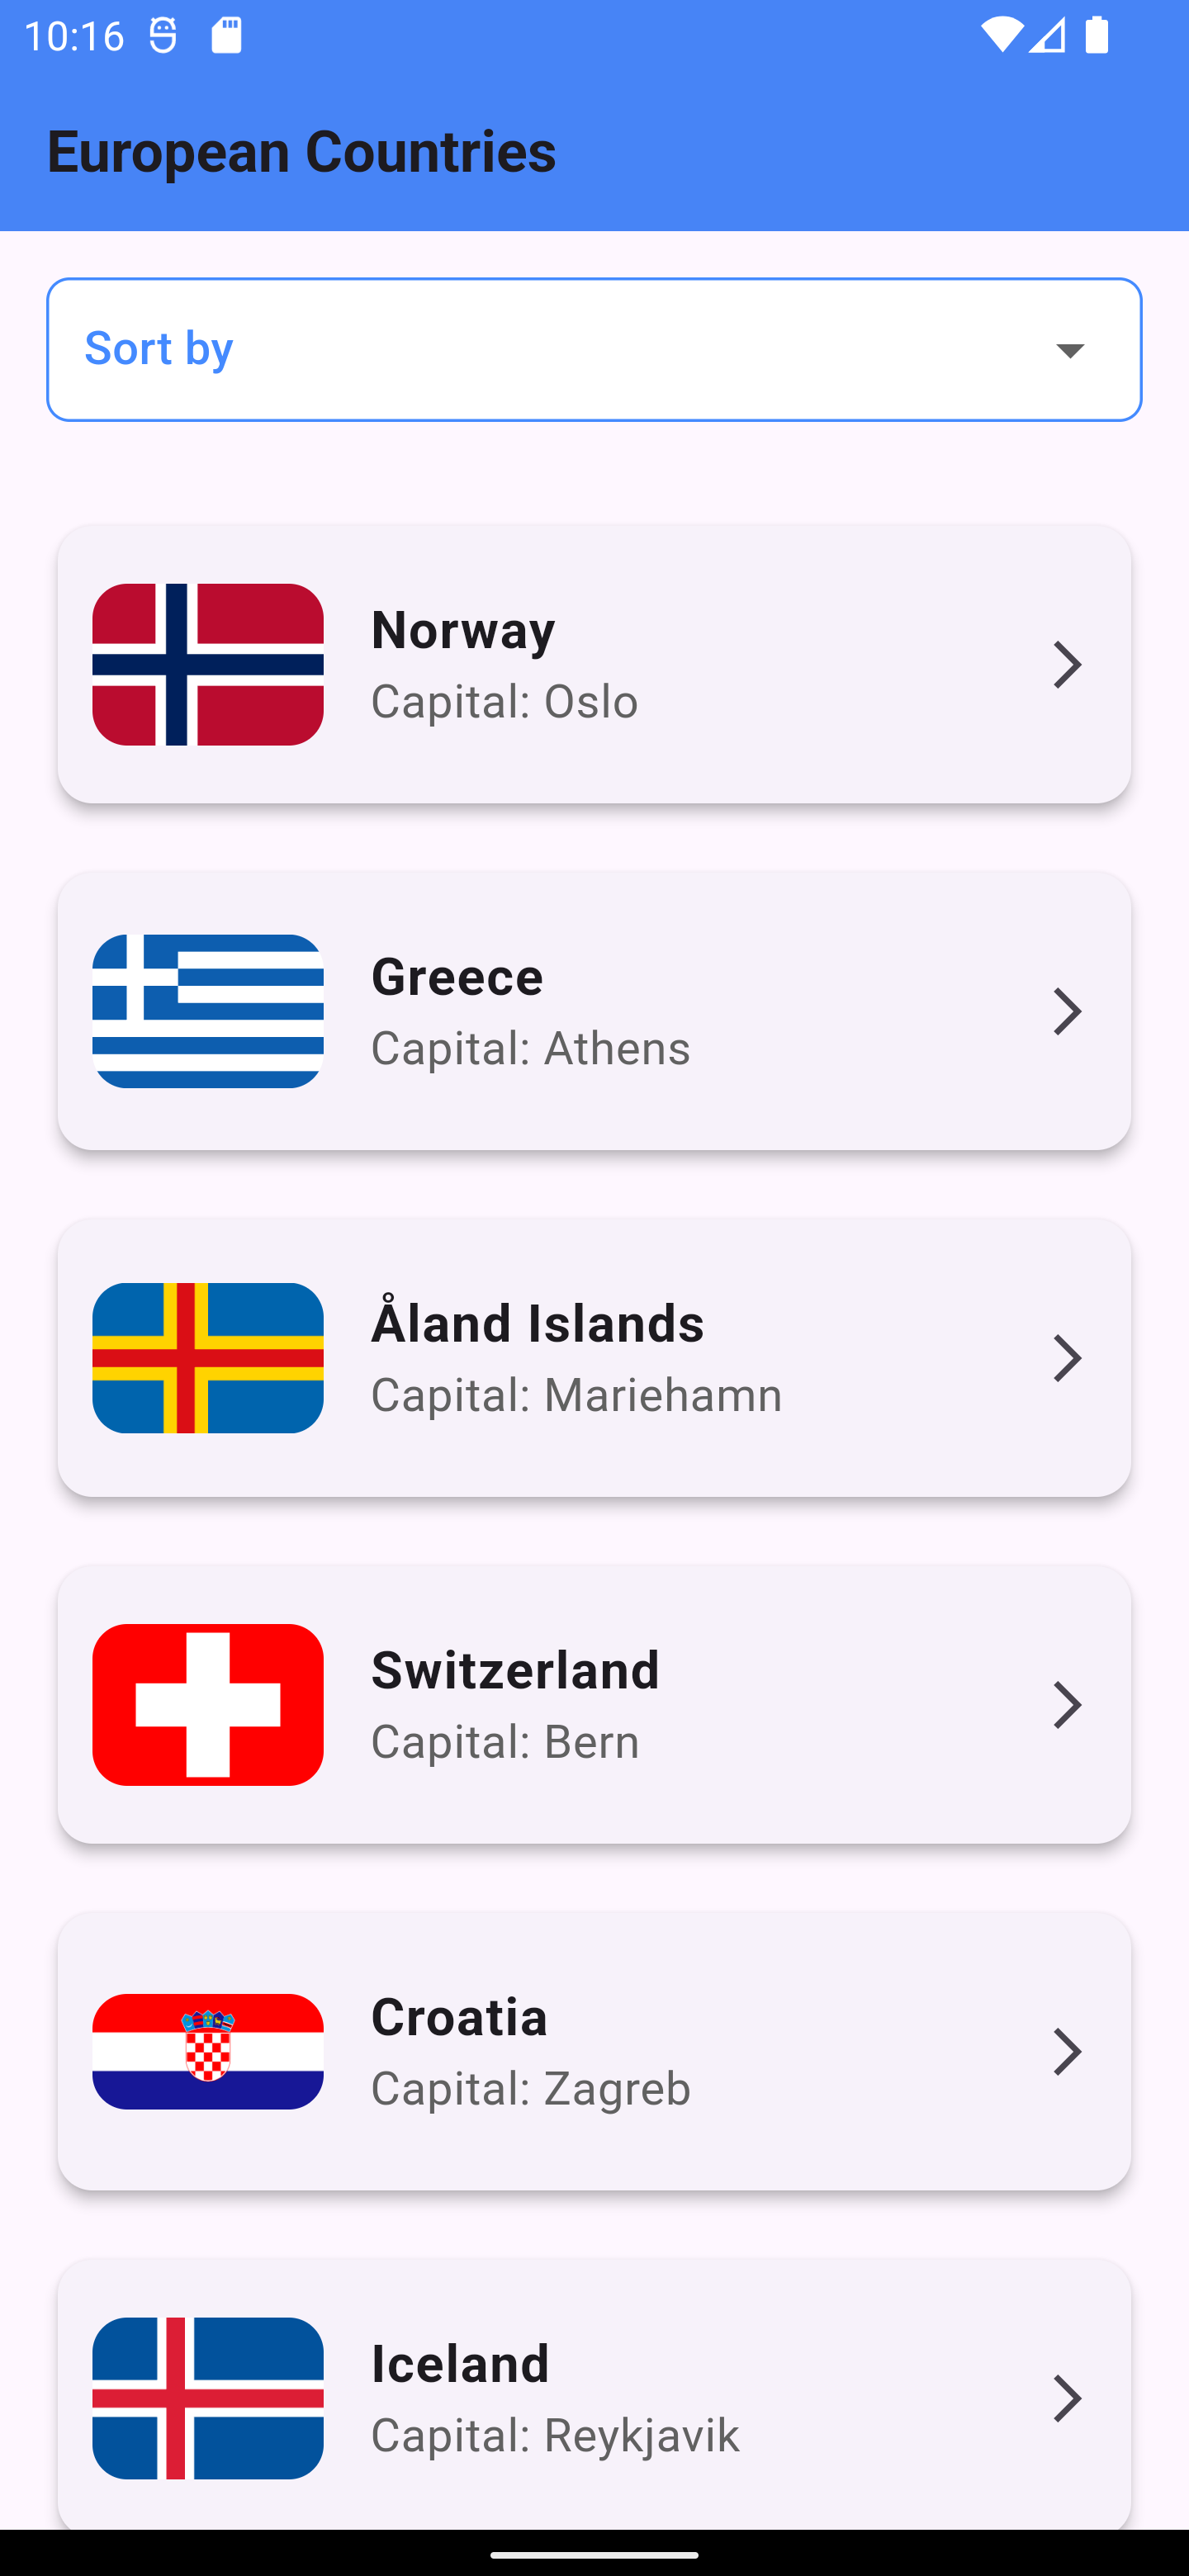 10:16
European Countries
Sort by
Norway
Capital: Oslo
Greece
Capital: Athens
Åland Islands
Capital: Mariehamn
Switzerland
Capital: Bern
Croatia
Capital: Zagreb
Iceland
Capital: Reykjavik